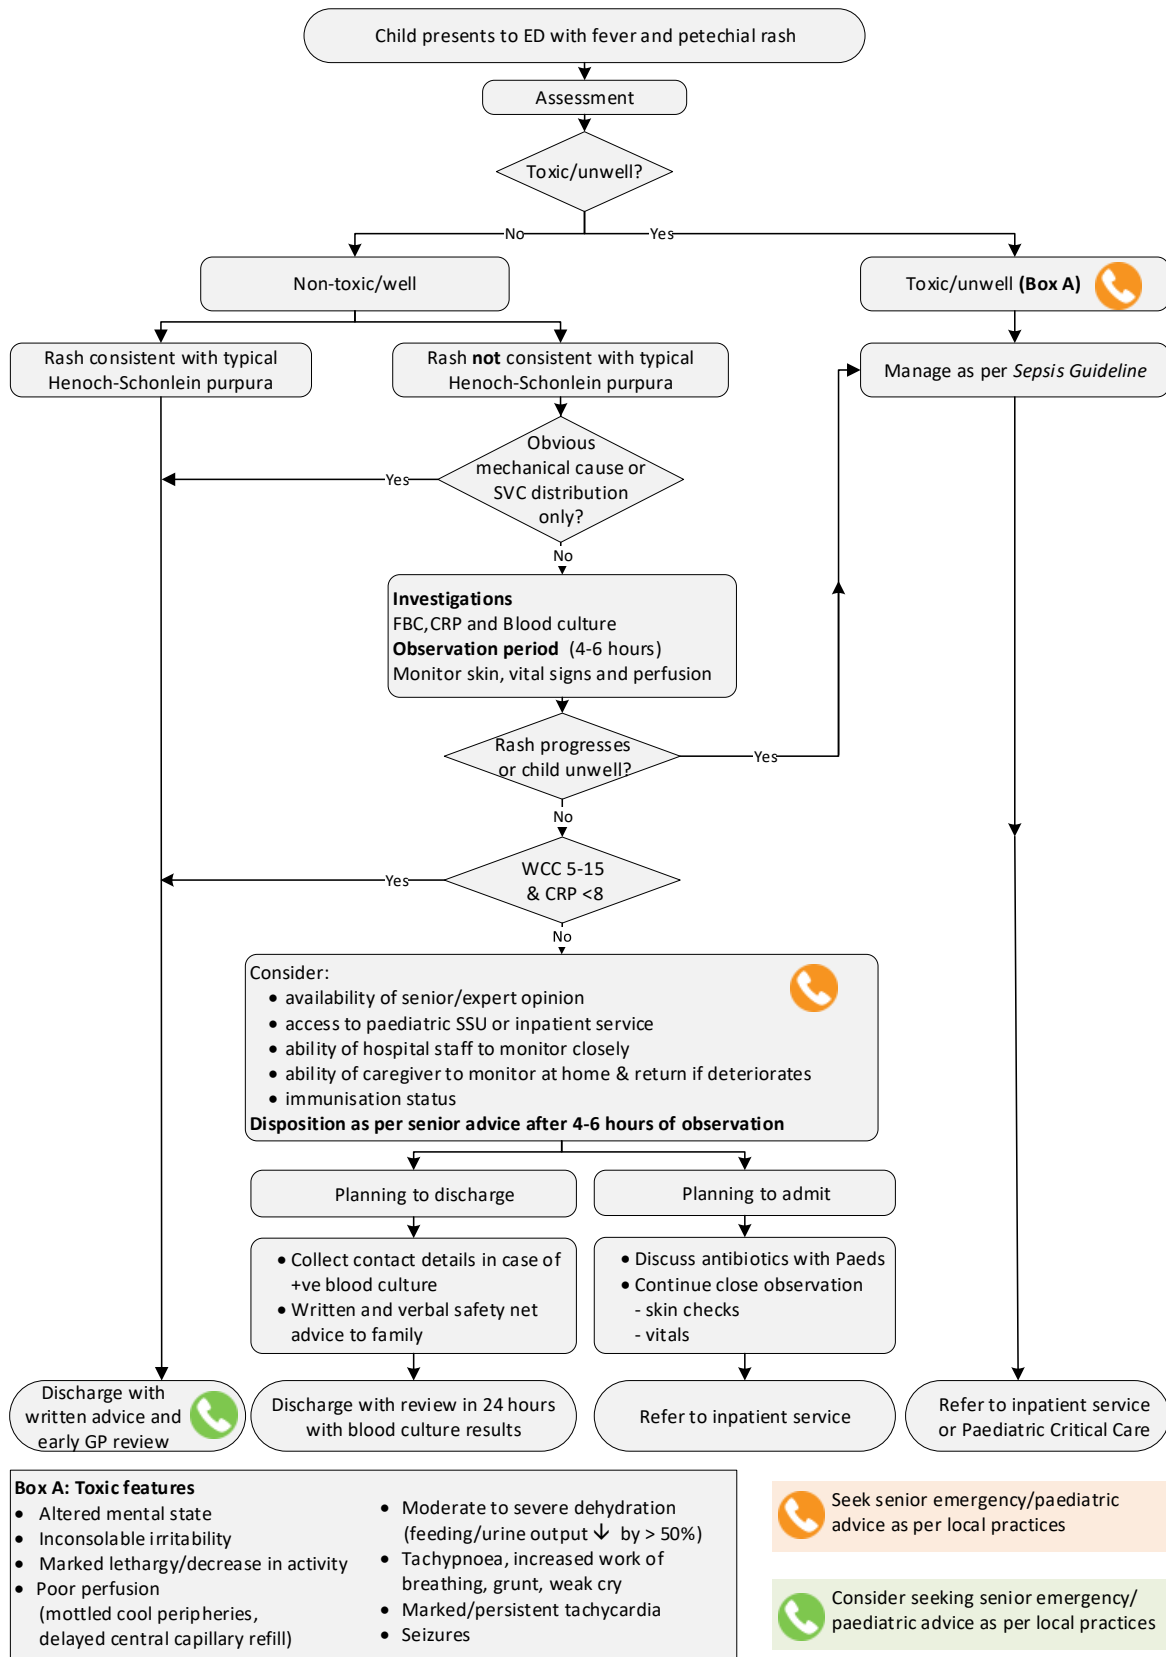 Child presents to ED with fever and petechial rash
Assessment
Toxic/unwell?
No
Yes
Non-toxic/well
Toxic/unwell (Box A)
Rash consistent with typical
Henoch-Schonlein purpura
Rash not consistent with typical
Henoch-Schonlein purpura
Manage as per Sepsis Guideline
Obvious
mechanical cause or
SVC distribution
only?
Yes
No
Investigations
FBC,CRP and Blood culture
Observation period (4-6 hours)
Monitor skin, vital signs and perfusion
Rash progresses
or child unwell?
Yes
No
WCC 5-15
& CRP <8
Yes
No
Consider:
• availability of senior/expert opinion
• access to paediatric SSU or inpatient service
• ability of hospital staff to monitor closely
• ability of caregiver to monitor at home & return if deteriorates
• immunisation status
Disposition as per senior advice after 4-6 hours of observation
Planning to discharge
Planning to admit
• Collect contact details in case of
+ve blood culture
• Written and verbal safety net
advice to family
• Discuss antibiotics with Paeds
• Continue close observation
- skin checks
- vitals
Discharge with
written advice and
early GP review
Discharge with review in 24 hours
with blood culture results
Refer to inpatient service
Refer to inpatient service
or Paediatric Critical Care
Box A: Toxic features
• Altered mental state
• Inconsolable irritability
• Marked lethargy/decrease in activity
• Poor perfusion
(mottled cool peripheries,
delayed central capillary refill)
• Moderate to severe dehydration
(feeding/urine output ↓ by > 50%)
• Tachypnoea, increased work of
breathing, grunt, weak cry
• Marked/persistent tachycardia
• Seizures
Seek senior emergency/paediatric
advice as per local practices
Consider seeking senior emergency/
paediatric advice as per local practices